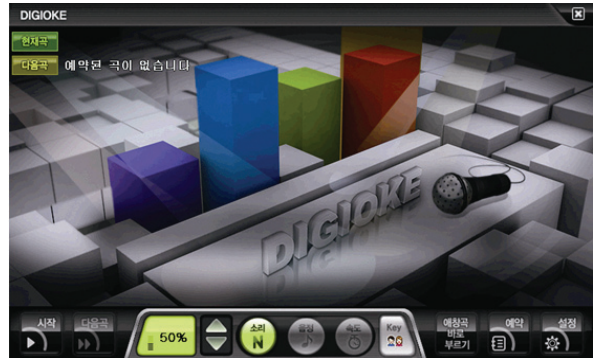 DIGIOKE
현재곡
다음곡 예약된 곡이 없습니다
DIGIOKE
시작
다음곡
50%
소리
N
음정
속도
Key
애창곡
바로
부르기
예약
설정